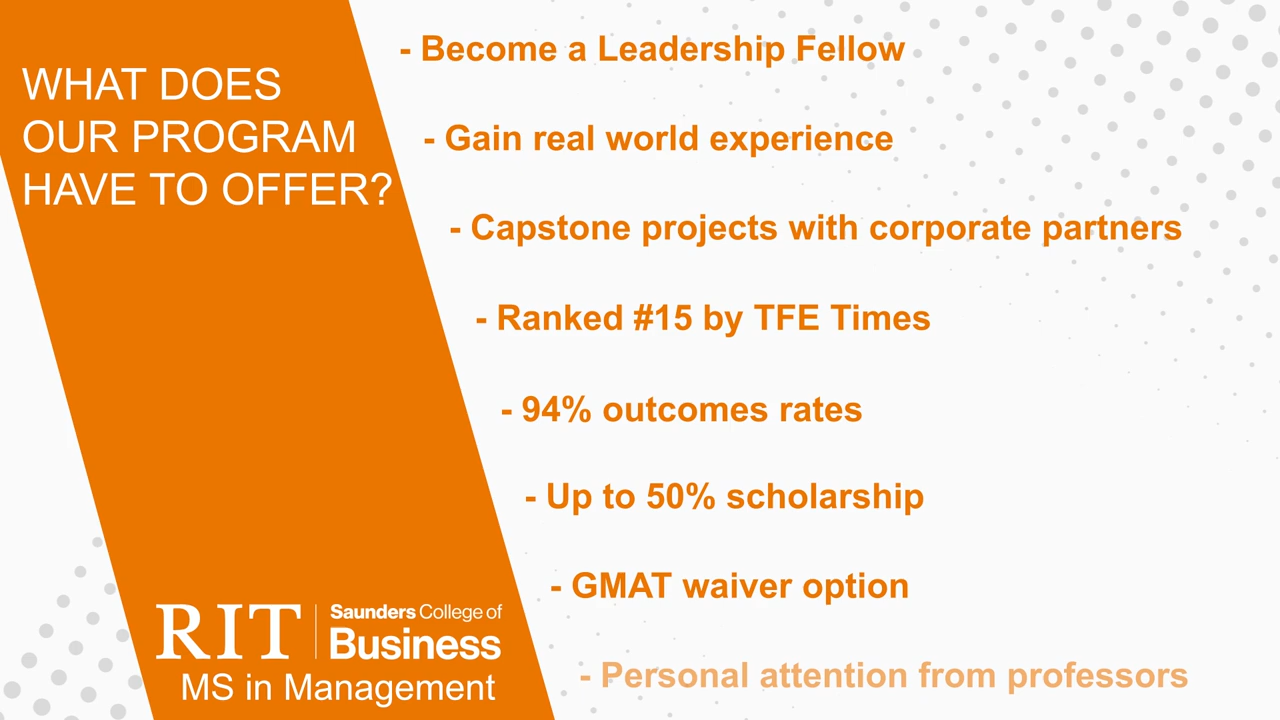 WHAT DOES
OUR PROGRAM
HAVE TO OFFER?
- Become a Leadership Fellow
- Gain real world experience
- Capstone projects with corporate partners
- Ranked #15 by TFE Times
- 94% outcomes rates
- Up to 50% scholarship
- GMAT waiver option
- Personal attention from professors
RIT | Saunders College of
Business
MS in Management